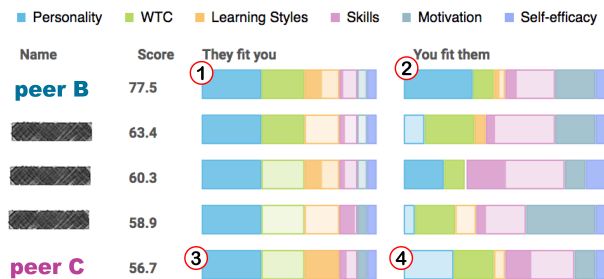 Personality WTC Learning Styles Skills Motivation Self-efficacy
Name Score They fit you You fit them
1 2
peer B 77.5
63.4
60.3
58.9
3 4
peer C 56.7